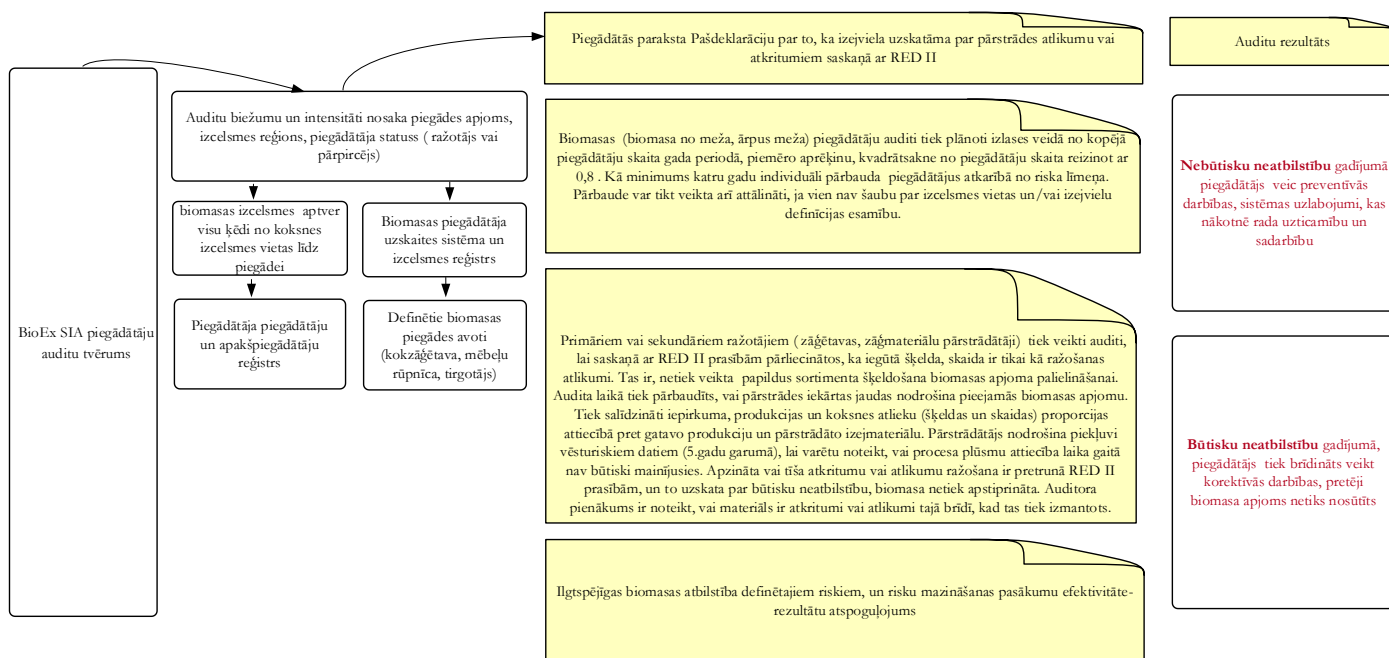 BioEx SIA piegādātāju
auditu tvērums
Auditu biežumu un intensitāti nosaka piegādes apjoms,
izcelsmes reģions, piegādātāja statuss ( ražotājs vai
pārpircējs)
biomasas izcelsmes aptver
visu ķēdi no koksnes
izcelsmes vietas līdz
piegādei
Biomasas piegādātāja
uzskaites sistēma un
izcelsmes reģistrs
Piegādātāja piegādātāju
un apakšpiegādātāju
reģistrs
Definētie biomasas
piegādes avoti
(kokzāģētava, mēbeļu
rūpnīca, tirgotājs)
Piegādātās paraksta Pašdeklarāciju par to, ka izejviela uzskatāma par pārstrādes atlikumu vai
atkritumiem saskaņā ar RED II
Biomasas (biomasa no meža, ārpus meža) piegādātāju auditi tiek plānoti izlases veidā no kopējā
piegādātāju skaita gada periodā, piemēro aprēķinu, kvadrātsakne no piegādātāju skaita reizinot ar
0,8 . Kā minimums katru gadu individuāli pārbauda piegādātājus atkarībā no riska līmeņa.
Pārbaude var tikt veikta arī attālināti, ja vien nav šaubu par izcelsmes vietas un/vai izejvielu
definīcijas esamību.
Primāriem vai sekundāriem ražotājiem ( zāģētavas, zāģmateriālu pārstrādātāji) tiek veikti auditi,
lai saskaņā ar RED II prasībām pārliecinātos, ka iegūtā šķelda, skaida ir tikai kā ražošanas
atlikumi. Tas ir, netiek veikta papildus sortimenta šķeldošana biomasas apjoma palielināšanai.
Audita laikā tiek pārbaudīts, vai pārstrādes iekārtas jaudas nodrošina pieejamās biomasas apjomu.
Tiek salīdzināti iepirkuma, produkcijas un koksnes atlieku (šķeldas un skaidas) proporcijas
attiecībā pret gatavo produkciju un pārstrādāto izejmateriālu. Pārstrādātājs nodrošina piekļuvi
vēsturiskiem datiem (5.gadu garumā), lai varētu noteikt, vai procesa plūsmu attiecība laika gaitā
nav būtiski mainījusies. Apzināta vai tīša atkritumu vai atlikumu ražošana ir pretrunā RED II
prasībām, un to uzskata par būtisku neatbilstību, biomasa netiek apstiprināta. Auditora
pienākums ir noteikt, vai materiāls ir atkritumi vai atlikumi tajā brīdī, kad tas tiek izmantots.
Ilgtspējīgas biomasas atbilstība definētajiem riskiem, un risku mazināšanas pasākumu efektivitāte-
rezultātu atspoguļojums
Auditu rezultāts
Nebūtisku neatbilstību gadījumā
piegādātājs veic preventīvās
darbības, sistēmas uzlabojumi, kas
nākotnē rada uzticamību un
sadarbību
Būtisku neatbilstību gadījumā,
piegādātājs tiek brīdināts veikt
korektīvās darbības, pretēji
biomasa apjoms netiks nosūtīts